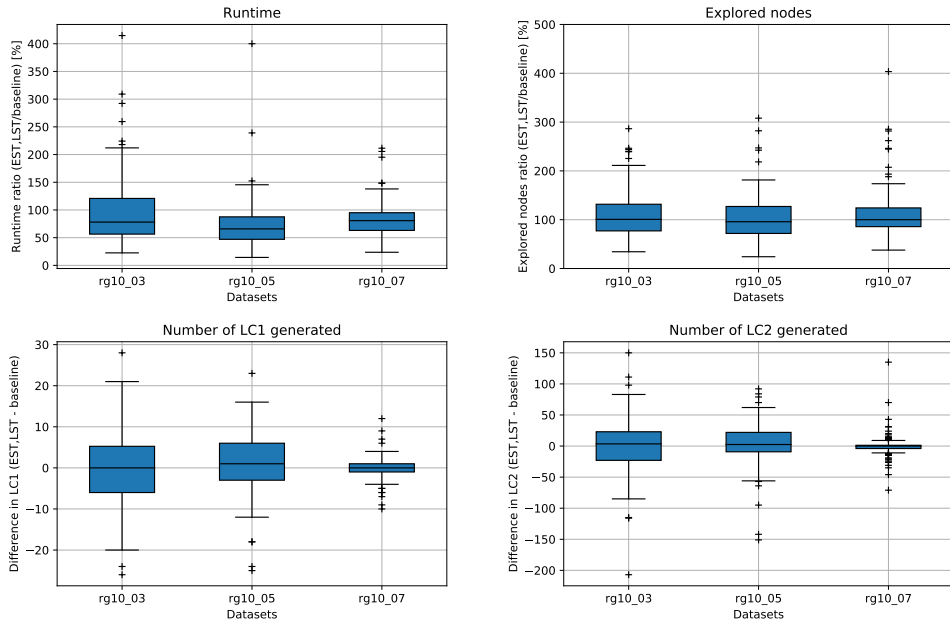 Runtime
Runtime ratio (EST,LST/baseline) [%]
400
350
300
250
200
150
100
50
0
rg10_03 rg10_05 rg10_07
Datasets
Explored nodes
Explored nodes ratio (EST,LST/baseline) [%]
500
400
300
200
100
0
rg10_03 rg10_05 rg10_07
Datasets
Number of LC1 generated
Difference in LC1 (EST,LST - baseline)
30
20
10
0
−10
−20
rg10_03 rg10_05 rg10_07
Datasets
Number of LC2 generated
Difference in LC2 (EST,LST - baseline)
150
100
50
0
−50
−100
−150
−200
rg10_03 rg10_05 rg10_07
Datasets